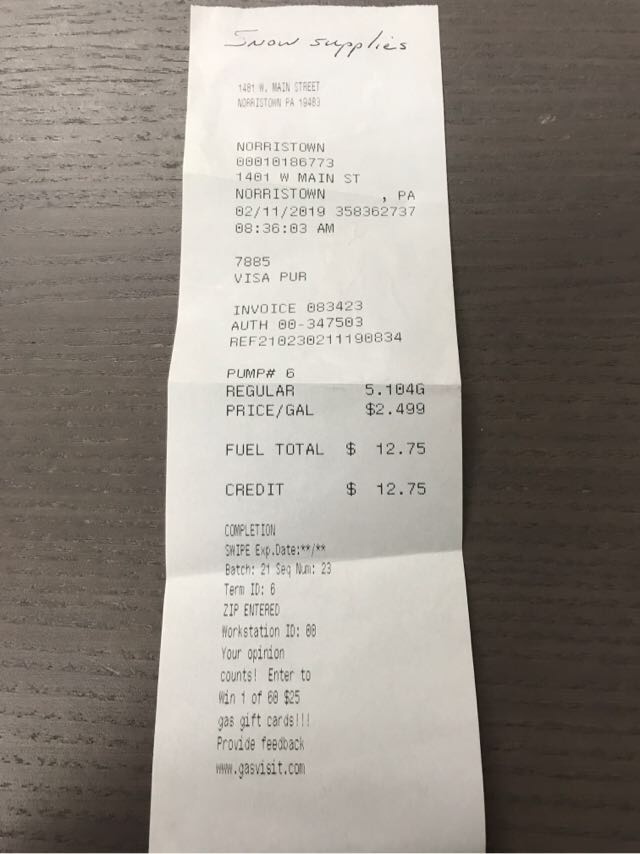 Snow supplies
1401 W. MAIN STREET
NORRISTOWN PA 19403
NORRISTOWN
00010186773
1401 W MAIN ST
NORRISTOWN , PA
02/11/2019 358362737
08:36:03 AM
7885
VISA PUR
INVOICE 083423
AUTH 00-347503
REF210230211190834
PUMP# 6
REGULAR 5.104G
PRICE/GAL $2.499
FUEL TOTAL $ 12.75
CREDIT $ 12.75
COMPLETION
SWIPE Exp.Date:**/**
Batch: 21 Seq Num: 23
Term ID: 6
ZIP ENTERED
Workstation ID: 00
Your opinion
counts! Enter to
Win 1 of 60 $25
gas gift cards!!!
Provide feedback
www.gasvisit.com